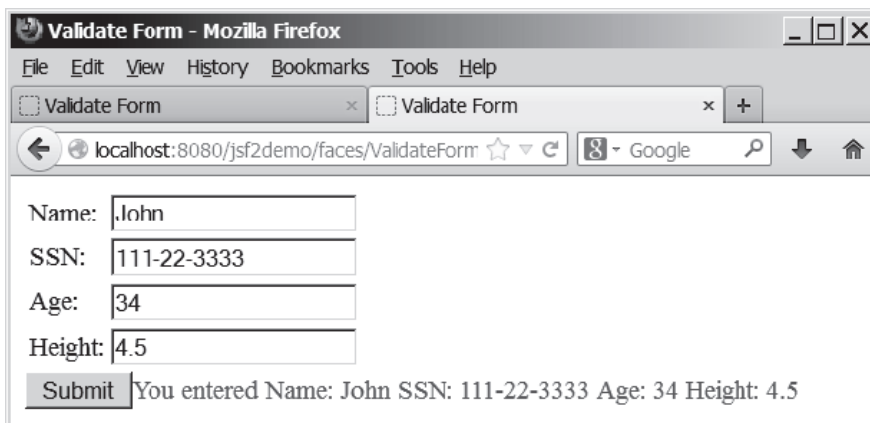 Validate Form - Mozilla Firefox
File Edit View History Bookmarks Tools Help
Validate Form × Validate Form × +
localhost:8080/jsf2demo/faces/ValidateForm 8 Google
Name: John
SSN: 111-22-3333
Age: 34
Height: 4.5
Submit You entered Name: John SSN: 111-22-3333 Age: 34 Height: 4.5